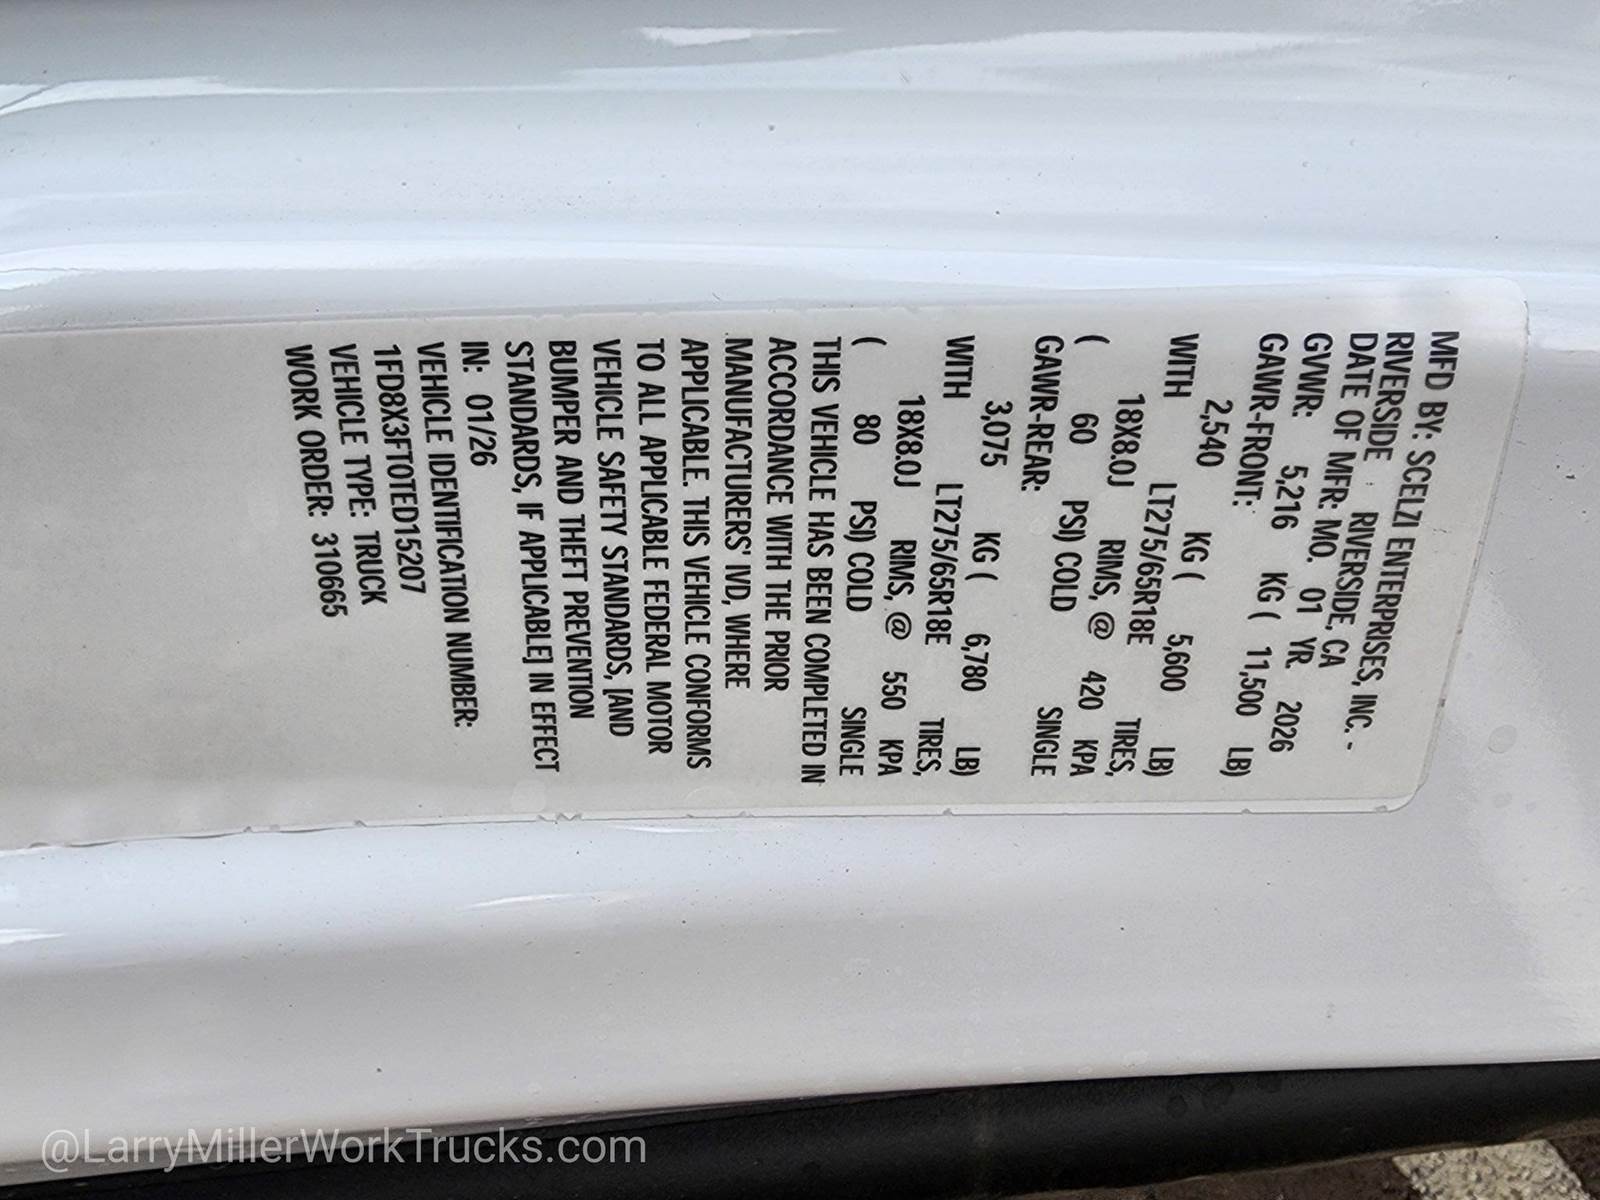 MFD BY: SCELZI ENTERPRISES, INC. -
RIVERSIDE RIVERSIDE, CA
DATE OF MFR: MO. 01 YR. 2026
GVWR: 5,216 KG ( 11,500 LB)
GAWR-FRONT:
2,540 KG ( 5,600 LB)
WITH LT275/65R18E TIRES,
18X8.0J RIMS, @ 420 KPA
( 60 PSI) COLD SINGLE
GAWR-REAR:
3,075 KG ( 6,780 LB)
WITH LT275/65R18E TIRES,
18X8.0J RIMS, @ 550 KPA
( 80 PSI) COLD SINGLE
THIS VEHICLE HAS BEEN COMPLETED IN
ACCORDANCE WITH THE PRIOR
MANUFACTURERS' IVD, WHERE
APPLICABLE. THIS VEHICLE CONFORMS
TO ALL APPLICABLE FEDERAL MOTOR
VEHICLE SAFETY STANDARDS, [AND
BUMPER AND THEFT PREVENTION
STANDARDS, IF APPLICABLE] IN EFFECT
IN: 01/26
VEHICLE IDENTIFICATION NUMBER:
1FD8X3FT0TED15207
VEHICLE TYPE: TRUCK
WORK ORDER: 310665
@LarryMillerWorkTrucks.com